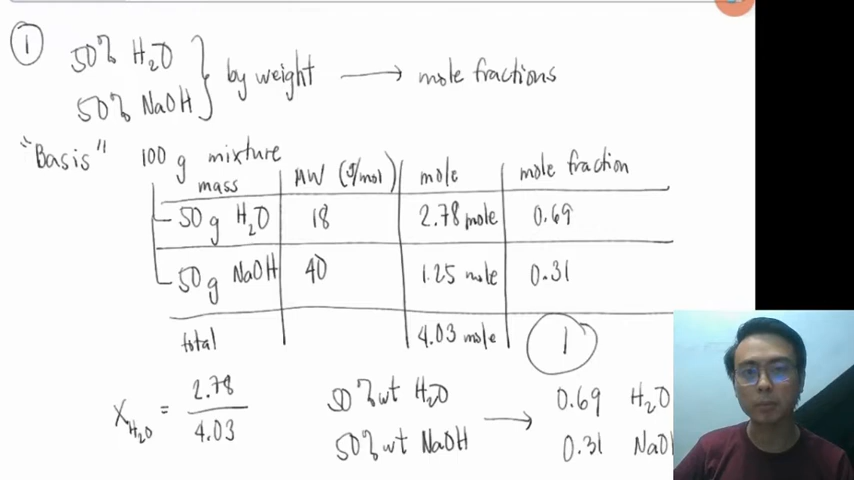 1
50% H₂O
50% NaOH
by weight → mole fractions
"Basis" 100 g mixture
mass MW (g/mol) mole mole fraction
50 g H₂O 18 2.78 mole 0.69
50 g NaOH 40 1.25 mole 0.31
total 4.03 mole 1
X_H₂O = 2.78 / 4.03
50% wt H₂O → 0.69 H₂O
50% wt NaOH 0.31